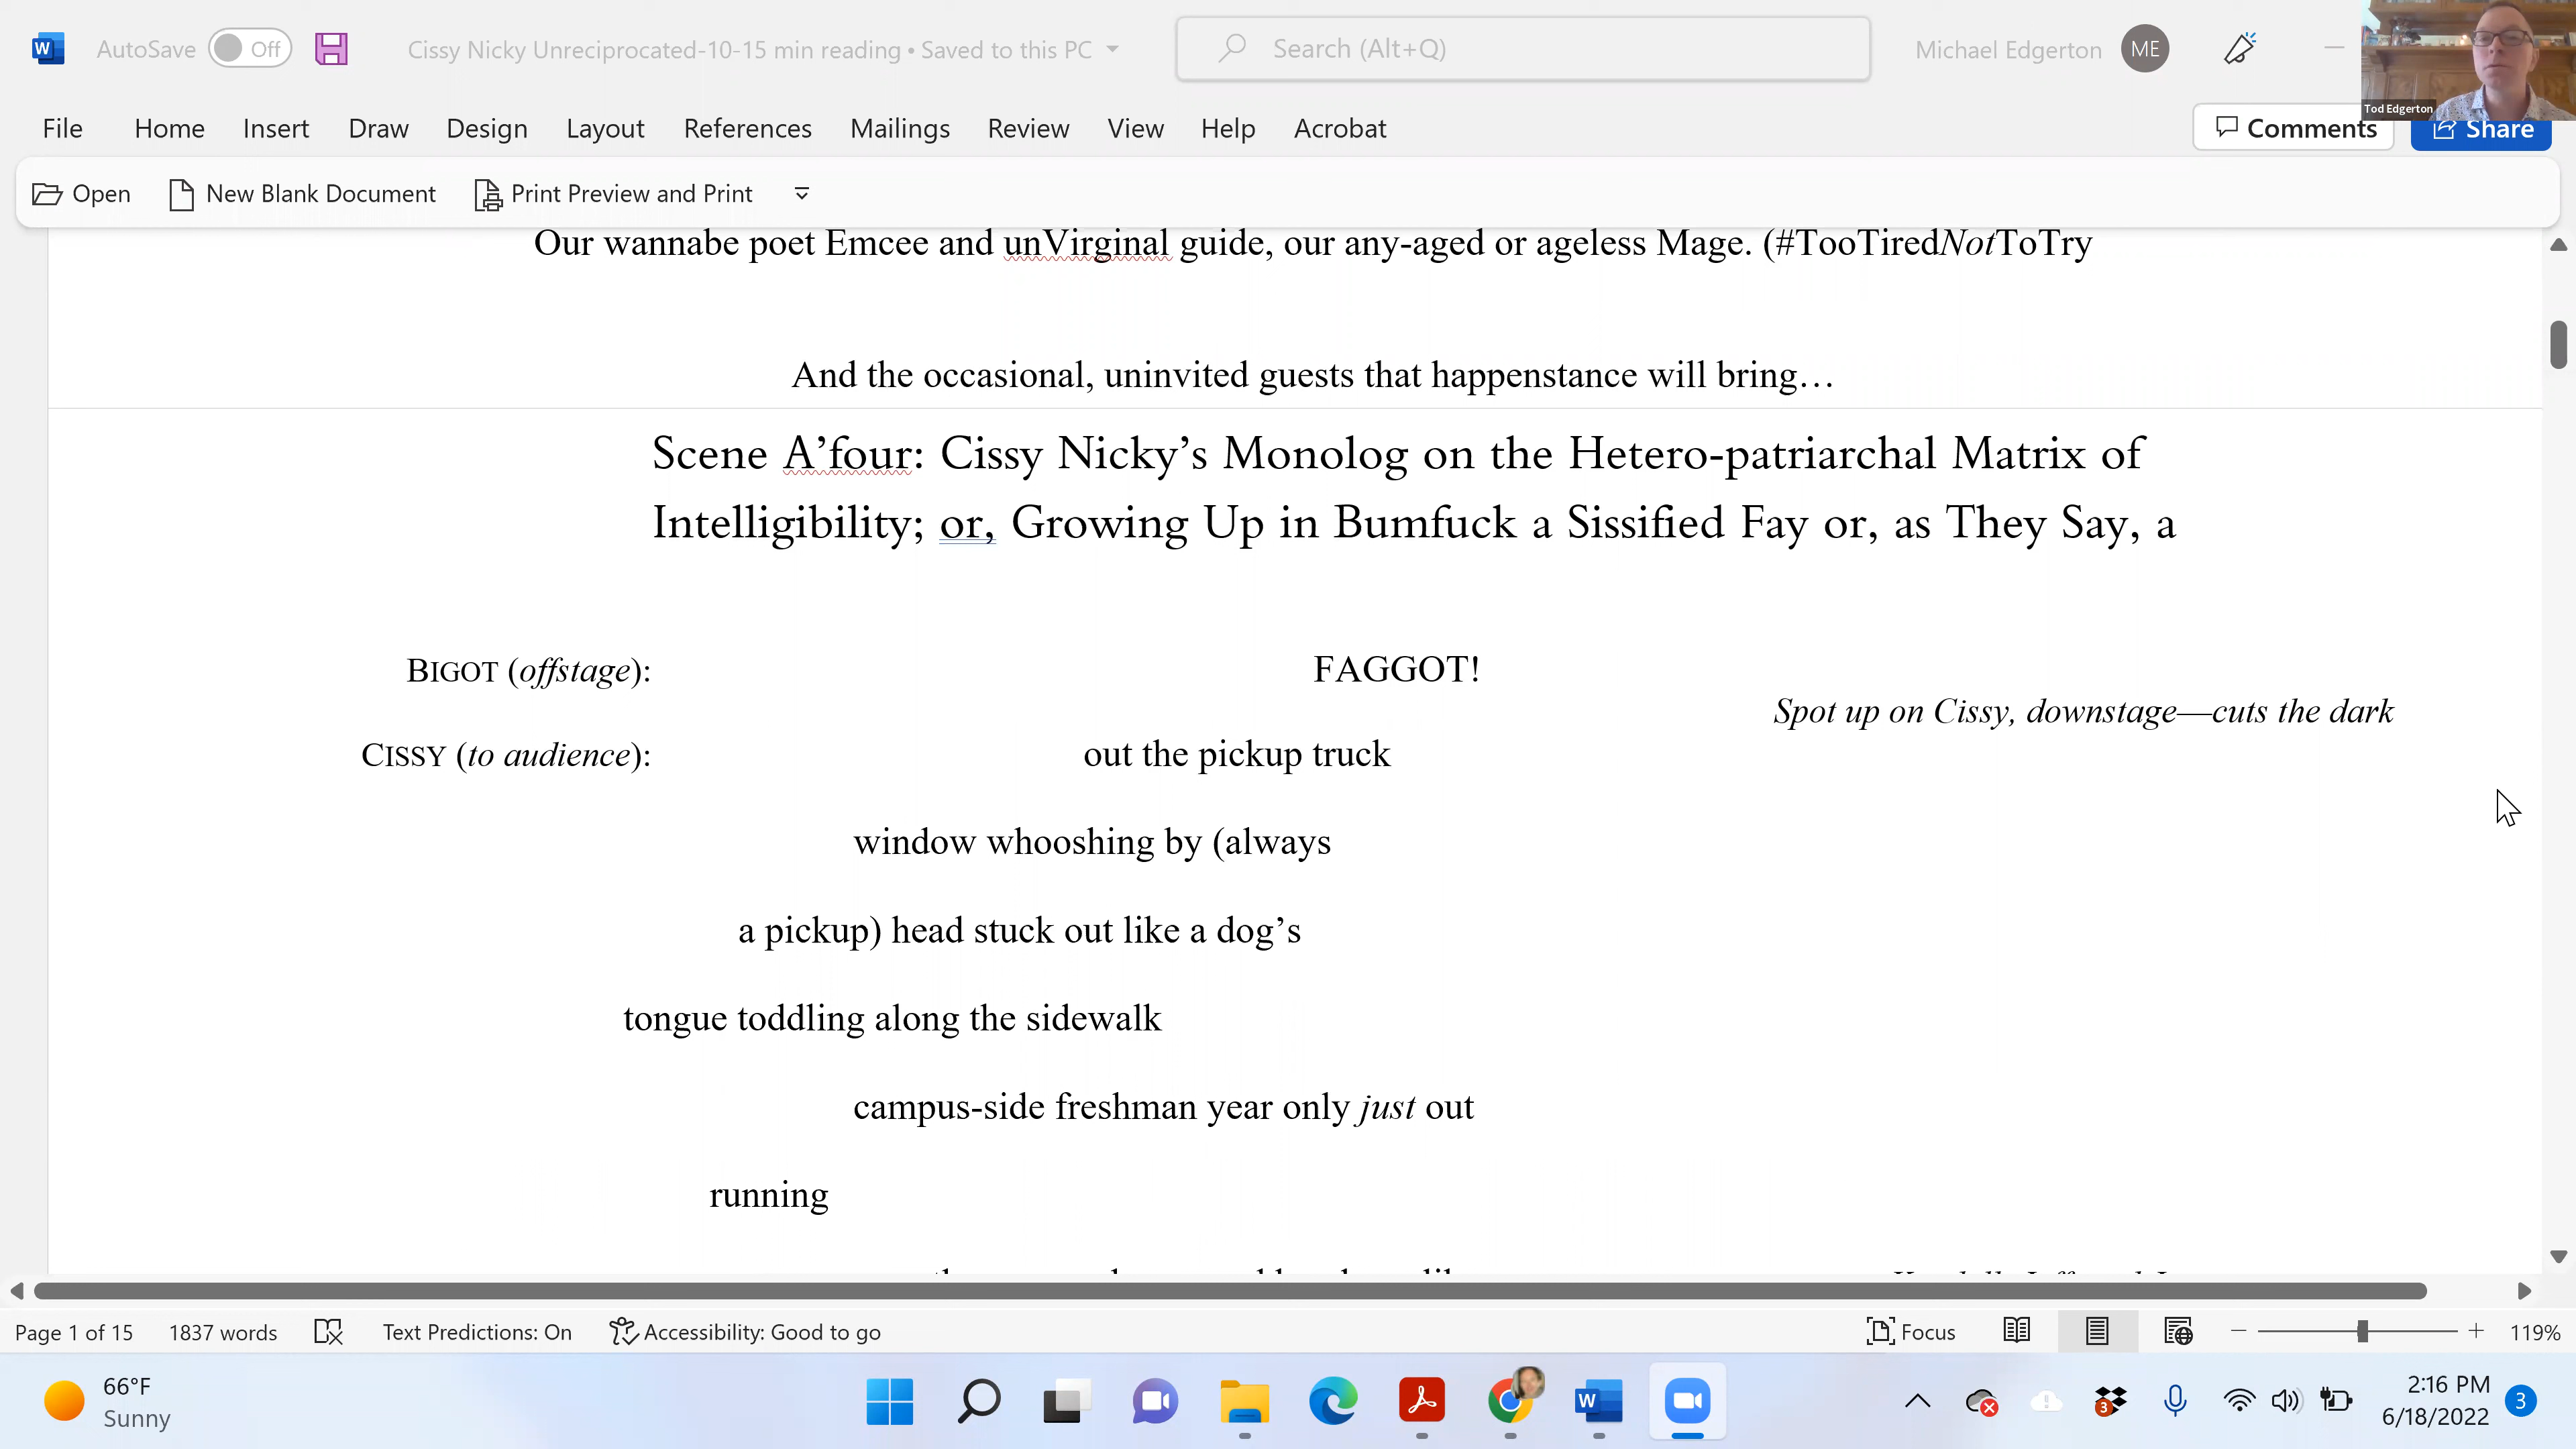 AutoSave Off Cissy Nicky Unreciprocated-10-15 min reading • Saved to this PC Search (Alt+Q) Michael Edgerton ME
Tod Edgerton
File Home Insert Draw Design Layout References Mailings Review View Help Acrobat Comments Share
Open New Blank Document Print Preview and Print
Our wannabe poet Emcee and unVirginal guide, our any-aged or ageless Mage. (#TooTiredNotToTry
And the occasional, uninvited guests that happenstance will bring…
Scene A’four: Cissy Nicky’s Monolog on the Hetero-patriarchal Matrix of
Intelligibility; or, Growing Up in Bumfuck a Sissified Fay or, as They Say, a
BIGOT (offstage): FAGGOT!
Spot up on Cissy, downstage—cuts the dark
CISSY (to audience): out the pickup truck
window whooshing by (always
a pickup) head stuck out like a dog’s
tongue toddling along the sidewalk
campus-side freshman year only just out
running
Page 1 of 15 1837 words Text Predictions: On Accessibility: Good to go Focus 119%
66°F
Sunny
2:16 PM
6/18/2022
3
3